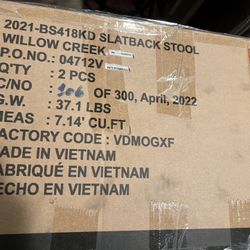 2021-BS418KD SLATBACK STOOL
WILLOW CREEK
P.O.NO.: 04712V
Q'TY : 2 PCS
C/NO : 306 OF 300, April, 2022
G.W. : 37.1 LBS
MEAS : 7.14' CU.FT
FACTORY CODE : VDMOGXF
MADE IN VIETNAM
FABRIQUÉ EN VIETNAM
HECHO EN VIETNAM